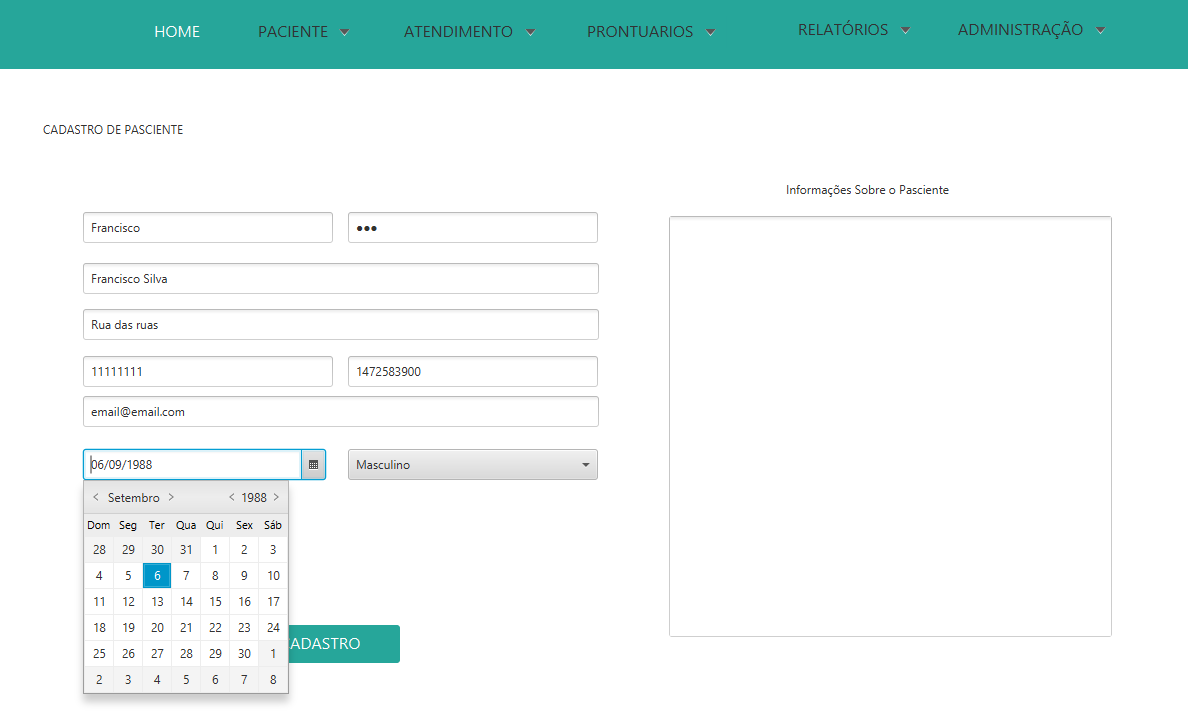 HOME PACIENTE ATENDIMENTO PRONTUARIOS RELATÓRIOS ADMINISTRAÇÃO
CADASTRO DE PASCIENTE
Informações Sobre o Pasciente
Francisco •••
Francisco Silva
Rua das ruas
11111111 1472583900
email@email.com
06/09/1988 Masculino
< Setembro > < 1988 >
Dom Seg Ter Qua Qui Sex Sáb
28 29 30 31 1 2 3
4 5 6 7 8 9 10
11 12 13 14 15 16 17
18 19 20 21 22 23 24
25 26 27 28 29 30 1
2 3 4 5 6 7 8
ADASTRO